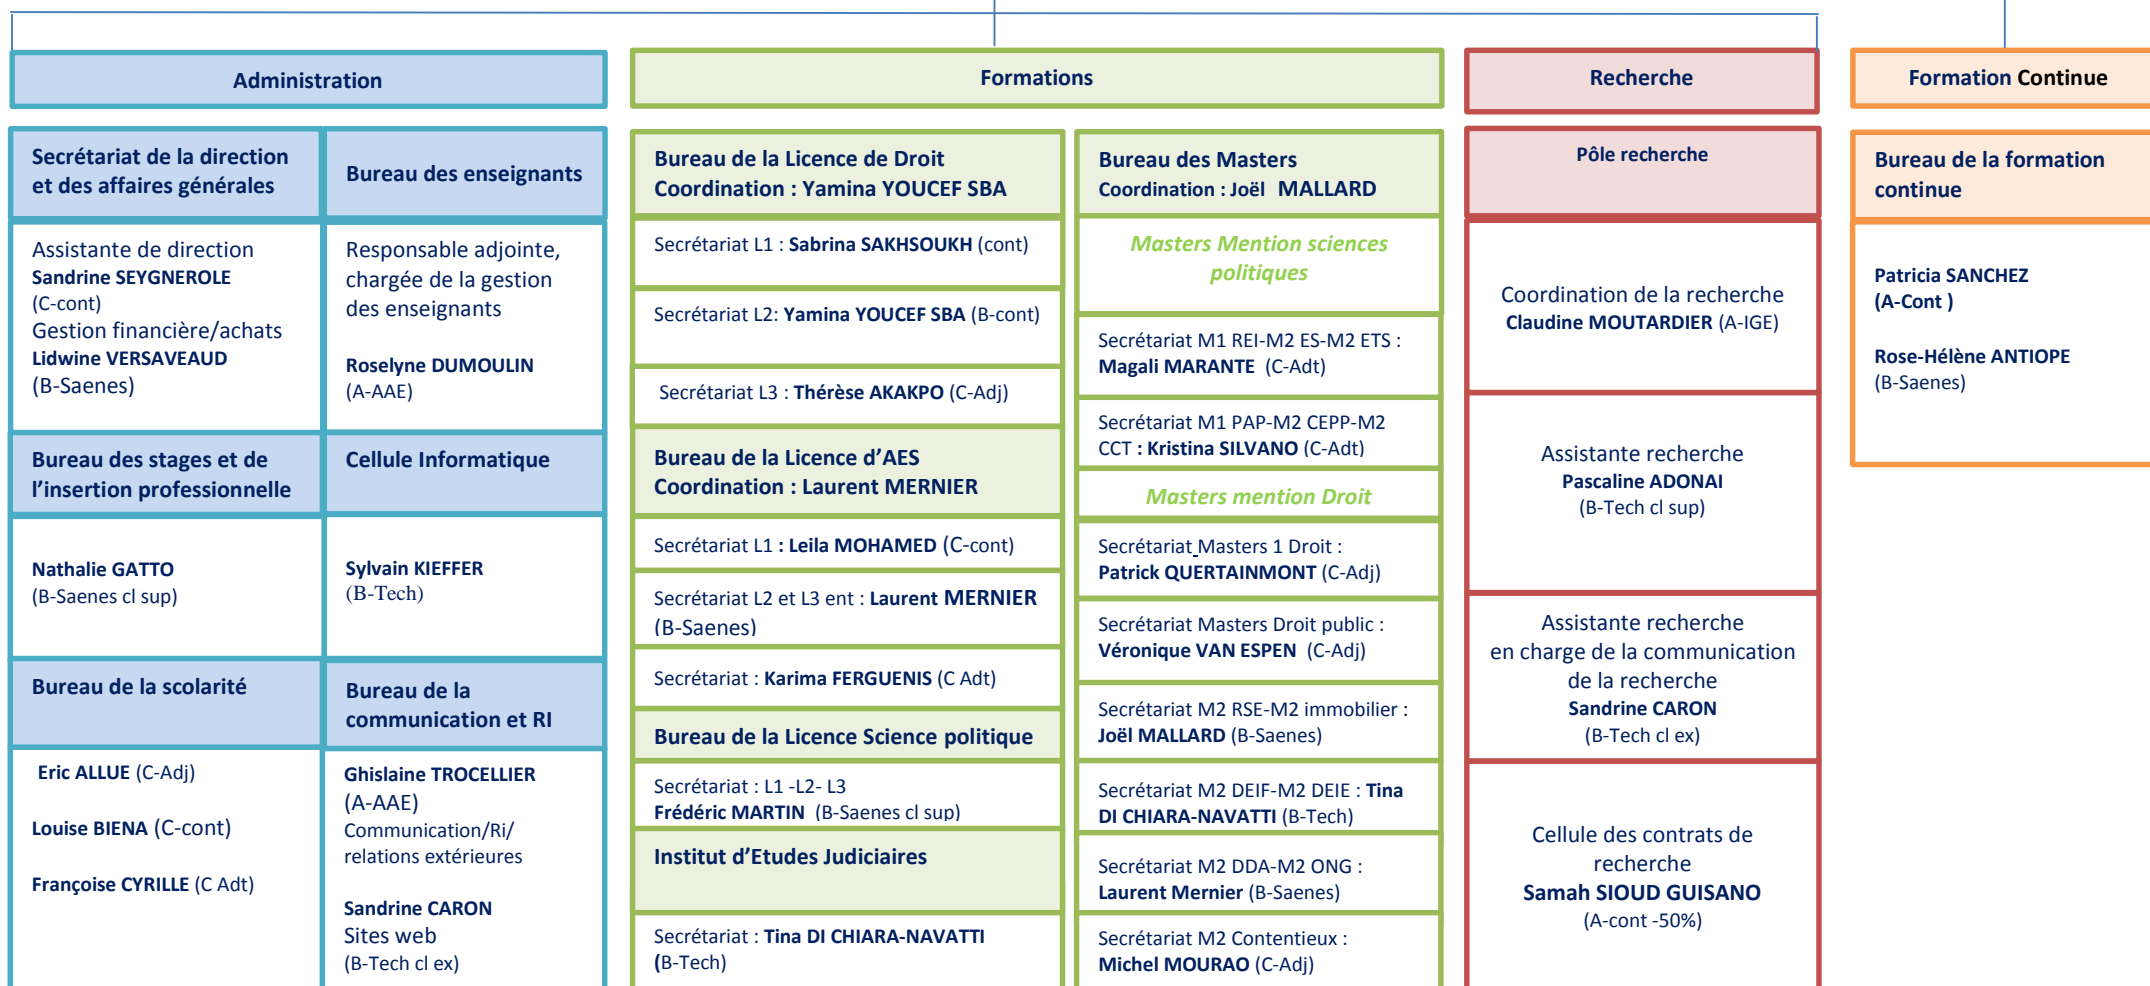 Administration
Secrétariat de la direction
et des affaires générales
Assistante de direction
Sandrine SEYGNEROLE
(C-cont)
Gestion financière/achats
Lidwine VERSAVEAUD
(B-Saenes)
Bureau des enseignants
Responsable adjointe,
chargée de la gestion
des enseignants
Roselyne DUMOULIN
(A-AAE)
Bureau des stages et de
l’insertion professionnelle
Nathalie GATTO
(B-Saenes cl sup)
Cellule Informatique
Sylvain KIEFFER
(B-Tech)
Bureau de la scolarité
Eric ALLUE (C-Adj)
Louise BIENA (C-cont)
Françoise CYRILLE (C Adt)
Bureau de la
communication et RI
Ghislaine TROCELLIER
(A-AAE)
Communication/Ri/
relations extérieures
Sandrine CARON
Sites web
(B-Tech cl ex)
Formations
Bureau de la Licence de Droit
Coordination : Yamina YOUCEF SBA
Secrétariat L1 : Sabrina SAKHSOUKH (cont)
Secrétariat L2: Yamina YOUCEF SBA (B-cont)
Secrétariat L3 : Thérèse AKAKPO (C-Adj)
Bureau de la Licence d’AES
Coordination : Laurent MERNIER
Secrétariat L1 : Leila MOHAMED (C-cont)
Secrétariat L2 et L3 ent : Laurent MERNIER
(B-Saenes)
Secrétariat : Karima FERGUENIS (C Adt)
Bureau de la Licence Science politique
Secrétariat : L1 -L2- L3
Frédéric MARTIN (B-Saenes cl sup)
Institut d’Etudes Judiciaires
Secrétariat : Tina DI CHIARA-NAVATTI
(B-Tech)
Bureau des Masters
Coordination : Joël MALLARD
Masters Mention sciences
politiques
Secrétariat M1 REI-M2 ES-M2 ETS :
Magali MARANTE (C-Adt)
Secrétariat M1 PAP-M2 CEPP-M2
CCT : Kristina SILVANO (C-Adt)
Masters mention Droit
Secrétariat Masters 1 Droit :
Patrick QUERTAINMONT (C-Adj)
Secrétariat Masters Droit public :
Véronique VAN ESPEN (C-Adj)
Secrétariat M2 RSE-M2 immobilier :
Joël MALLARD (B-Saenes)
Secrétariat M2 DEIF-M2 DEIE : Tina
DI CHIARA-NAVATTI (B-Tech)
Secrétariat M2 DDA-M2 ONG :
Laurent Mernier (B-Saenes)
Secrétariat M2 Contentieux :
Michel MOURAO (C-Adj)
Recherche
Pôle recherche
Coordination de la recherche
Claudine MOUTARDIER (A-IGE)
Assistante recherche
Pascaline ADONAI
(B-Tech cl sup)
Assistante recherche
en charge de la communication
de la recherche
Sandrine CARON
(B-Tech cl ex)
Cellule des contrats de
recherche
Samah SIOUD GUISANO
(A-cont -50%)
Formation Continue
Bureau de la formation
continue
Patricia SANCHEZ
(A-Cont )
Rose-Hélène ANTIOPE
(B-Saenes)